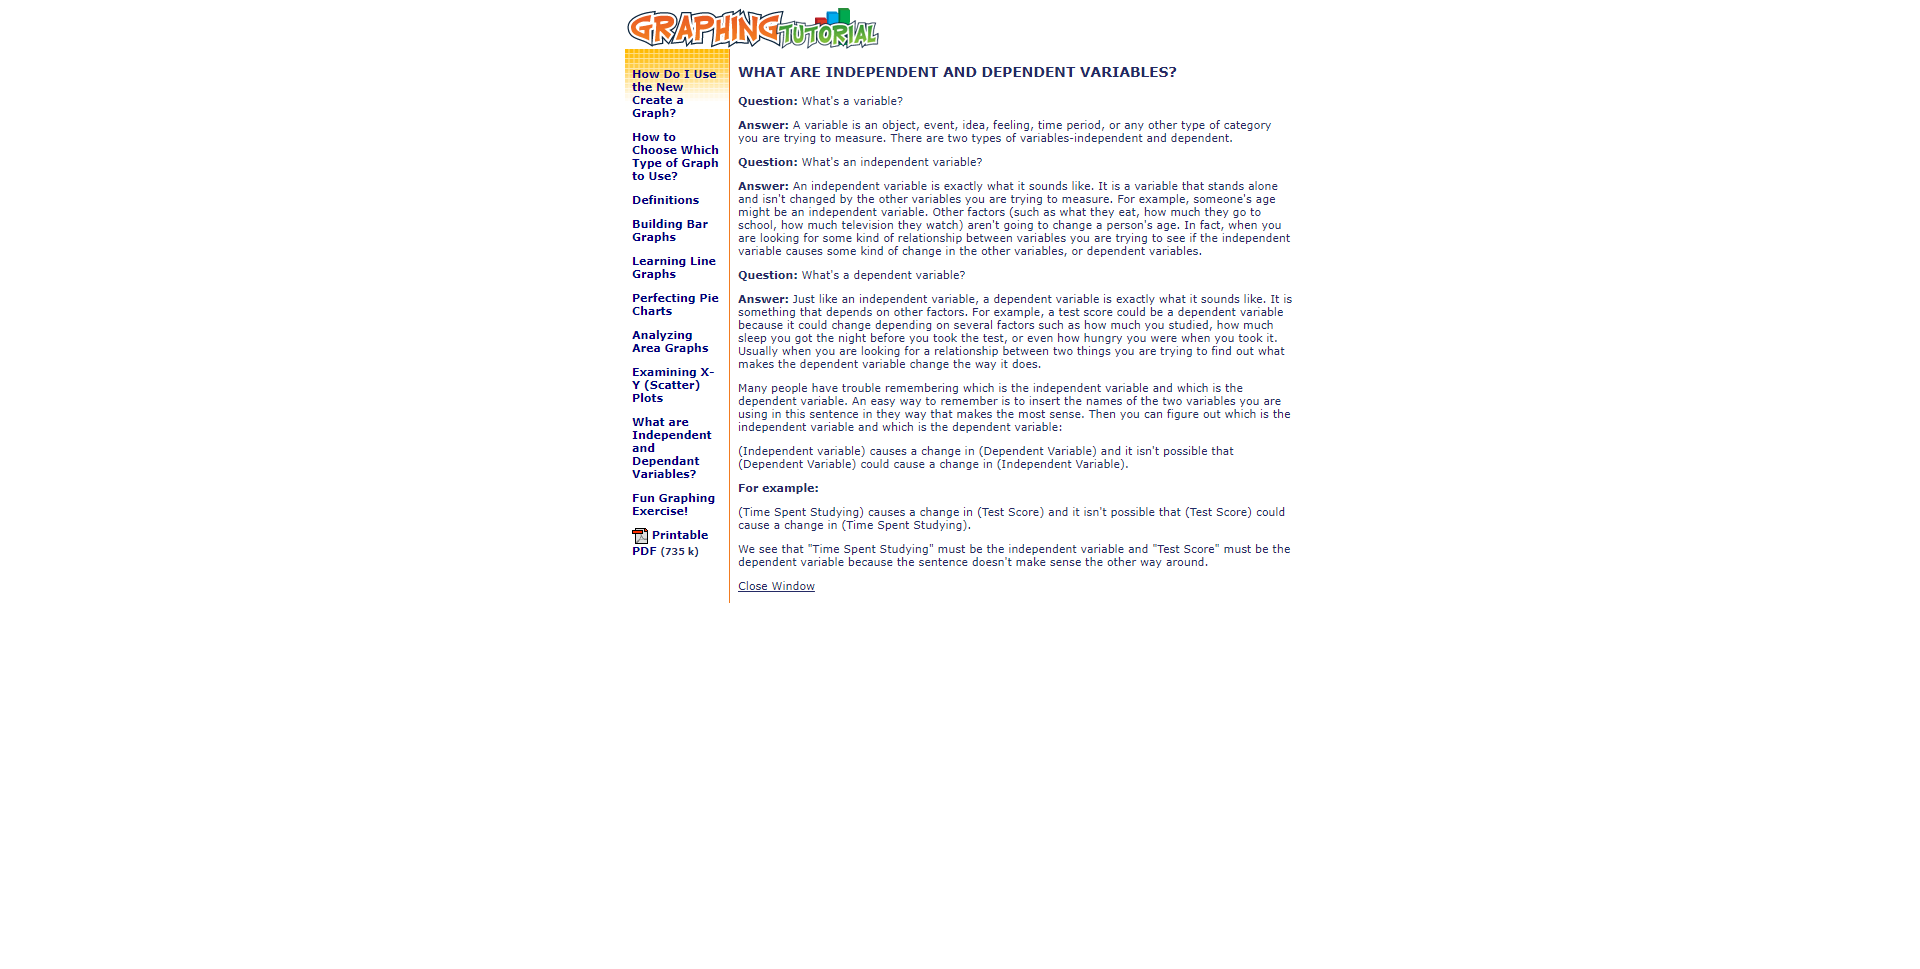 GRAPHING TUTORIAL
How Do I Use
the New
Create a
Graph?
How to
Choose Which
Type of Graph
to Use?
Definitions
Building Bar
Graphs
Learning Line
Graphs
Perfecting Pie
Charts
Analyzing
Area Graphs
Examining X-
Y (Scatter)
Plots
What are
Independent
and
Dependant
Variables?
Fun Graphing
Exercise!
Printable
PDF (735 k)
WHAT ARE INDEPENDENT AND DEPENDENT VARIABLES?
Question: What's a variable?
Answer: A variable is an object, event, idea, feeling, time period, or any other type of category
you are trying to measure. There are two types of variables-independent and dependent.
Question: What's an independent variable?
Answer: An independent variable is exactly what it sounds like. It is a variable that stands alone
and isn't changed by the other variables you are trying to measure. For example, someone's age
might be an independent variable. Other factors (such as what they eat, how much they go to
school, how much television they watch) aren't going to change a person's age. In fact, when you
are looking for some kind of relationship between variables you are trying to see if the independent
variable causes some kind of change in the other variables, or dependent variables.
Question: What's a dependent variable?
Answer: Just like an independent variable, a dependent variable is exactly what it sounds like. It is
something that depends on other factors. For example, a test score could be a dependent variable
because it could change depending on several factors such as how much you studied, how much
sleep you got the night before you took the test, or even how hungry you were when you took it.
Usually when you are looking for a relationship between two things you are trying to find out what
makes the dependent variable change the way it does.
Many people have trouble remembering which is the independent variable and which is the
dependent variable. An easy way to remember is to insert the names of the two variables you are
using in this sentence in they way that makes the most sense. Then you can figure out which is the
independent variable and which is the dependent variable:
(Independent variable) causes a change in (Dependent Variable) and it isn't possible that
(Dependent Variable) could cause a change in (Independent Variable).
For example:
(Time Spent Studying) causes a change in (Test Score) and it isn't possible that (Test Score) could
cause a change in (Time Spent Studying).
We see that "Time Spent Studying" must be the independent variable and "Test Score" must be the
dependent variable because the sentence doesn't make sense the other way around.
Close Window